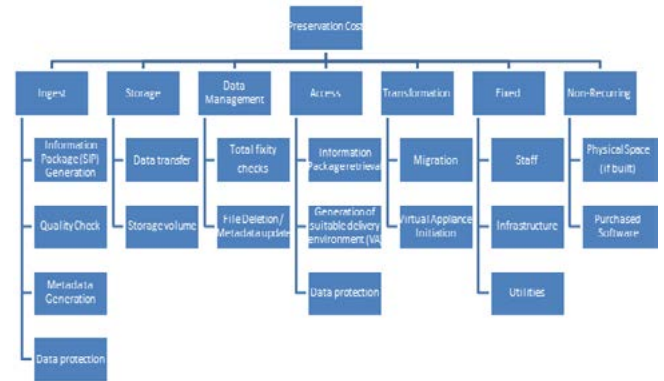 Preservation Cost
Ingest
Storage
Data
Management
Access
Transformation
Fixed
Non-Recurring
Information
Package (SIP)
Generation
Data transfer
Total fixity
checks
Information
Package retrieval
Migration
Staff
Physical Space
(if built)
Quality Check
Storage volume
File Deletion /
Metadata update
Generation of
suitable delivery
environment (VA)
Virtual Appliance
Initiation
Infrastructure
Purchased
Software
Metadata
Generation
Data protection
Utilities
Data protection